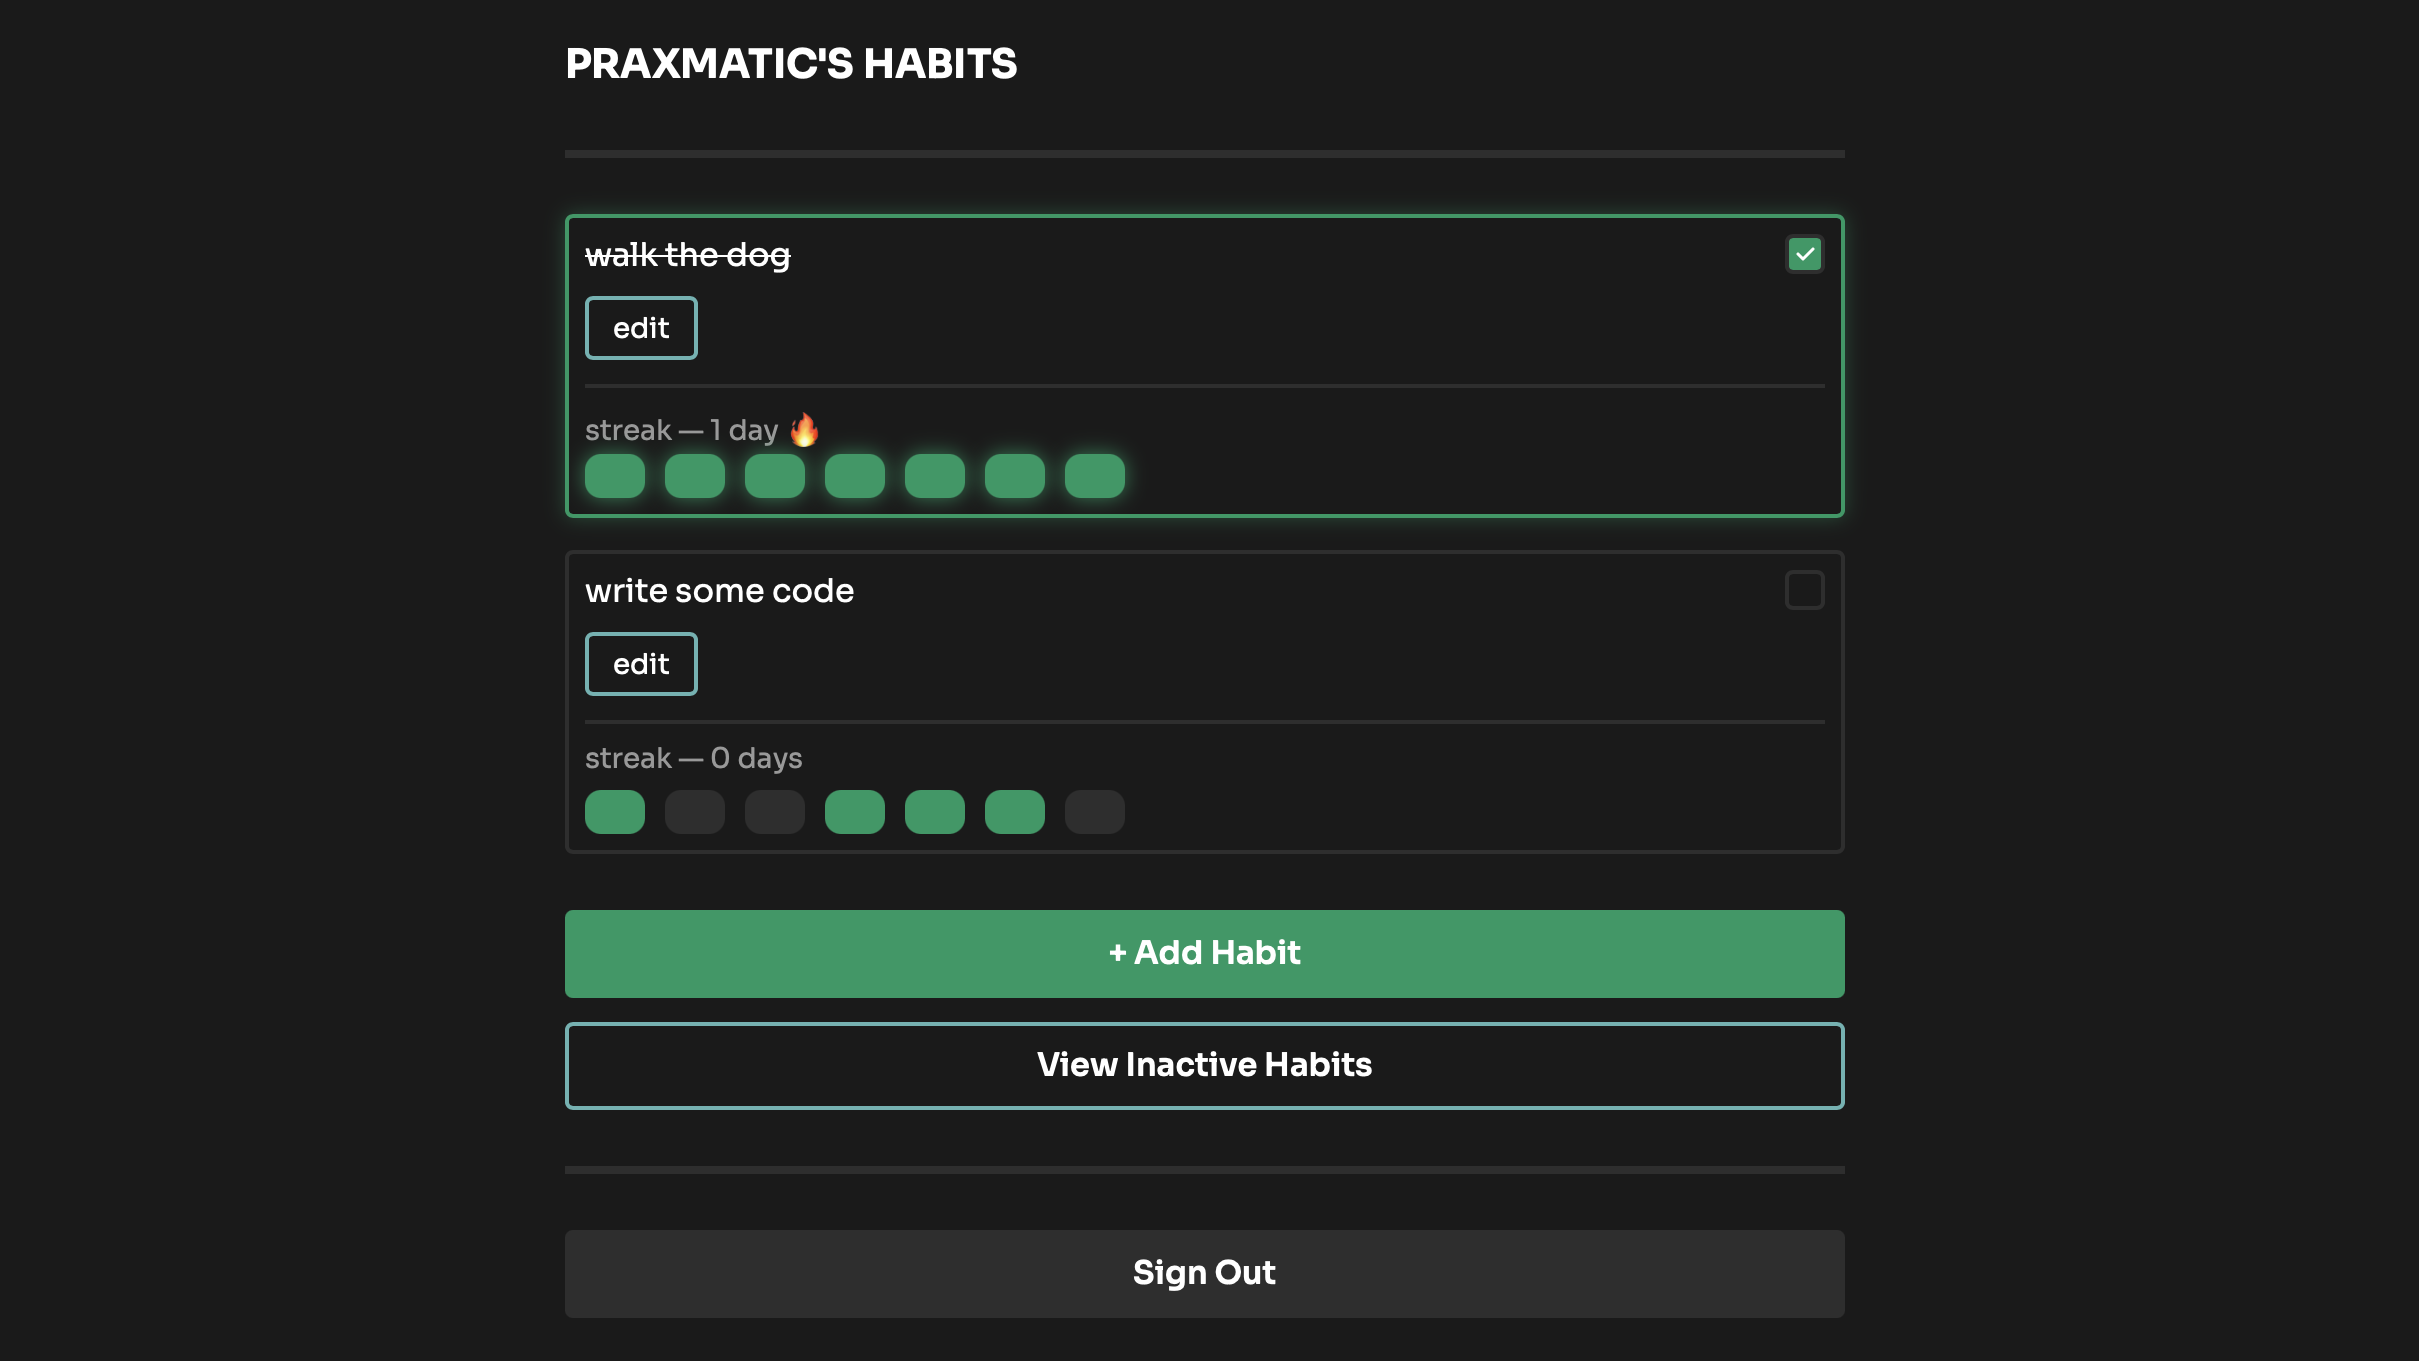 PRAXMATIC'S HABITS
walk the dog
edit
streak — 1 day 🔥
write some code
edit
streak — 0 days
+ Add Habit
View Inactive Habits
Sign Out